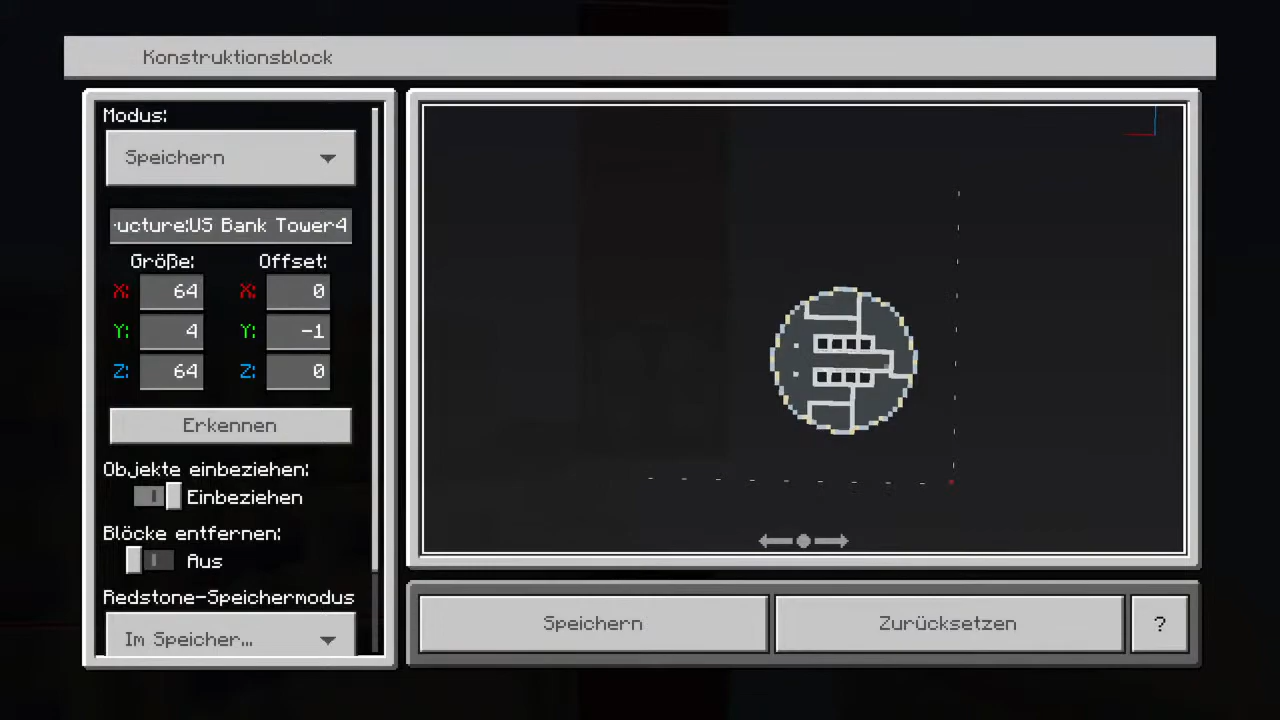 Konstruktionsblock
Modus:
Speichern
ucture:US Bank Tower4
Größe:
Offset:
X: 64
X: 0
Y: 4
Y: -1
Z: 64
Z: 0
Erkennen
Objekte einbeziehen:
Einbeziehen
Blöcke entfernen:
Aus
Redstone-Speichermodus
Im Speicher...
Speichern
Zurücksetzen
?